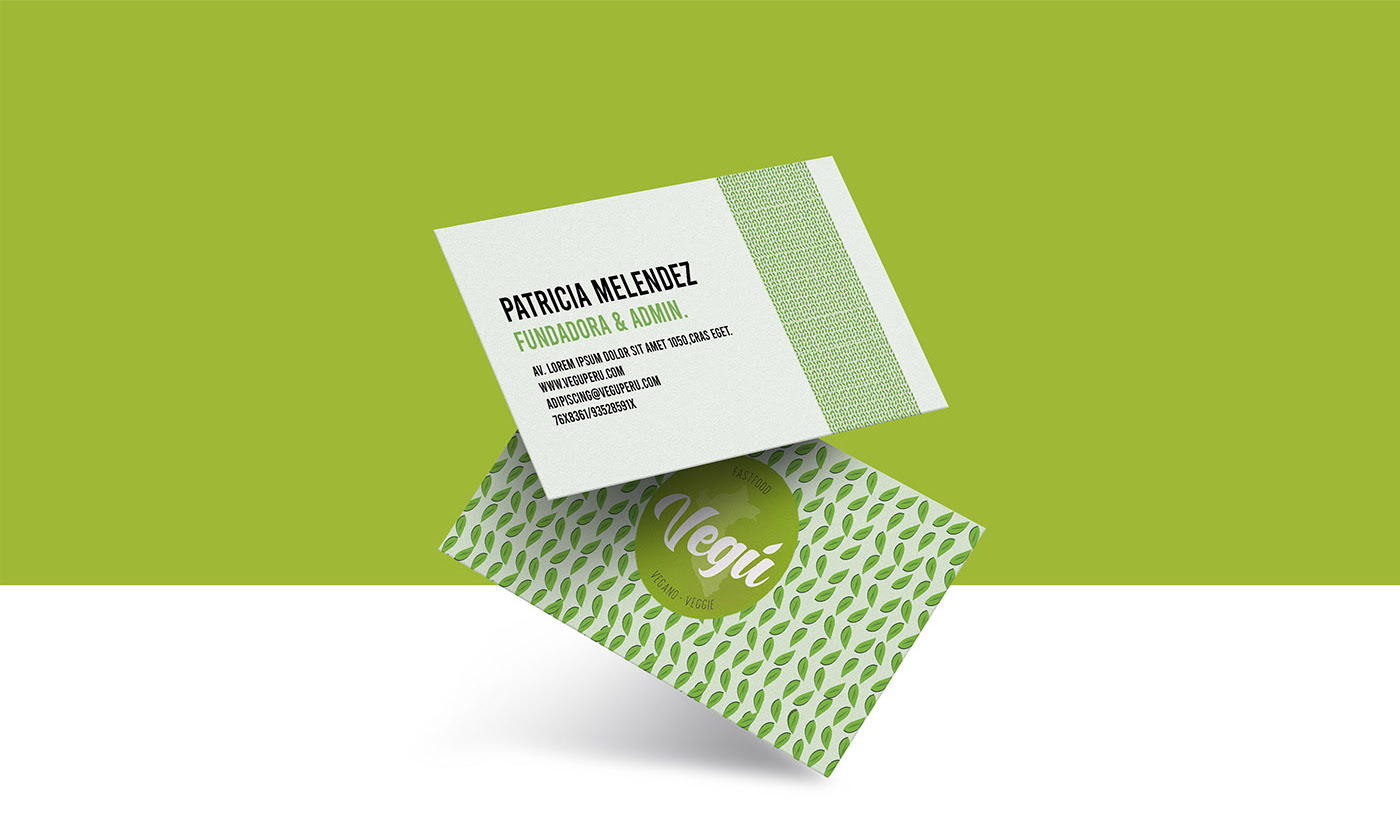 PATRICIA MELENDEZ
FUNDADORA & ADMIN.
AV. LOREM IPSUM DOLOR SIT AMET 1050,CRAS EGET.
WWW.VEGUPERU.COM
ADIPISCING@VEGUPERU.COM
76X8361/93528591X
FASTFOOD
Vegú
VEGANO - VEGGIE